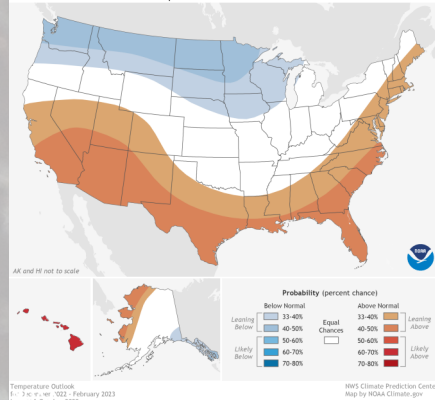 AK and HI not to scale
NOAA
Probability (percent chance)
Below Normal
Above Normal
Leaning Below
33-40%
40-50%
Likely Below
50-60%
60-70%
70-80%
Equal Chances
33-40%
40-50%
Leaning Above
50-60%
60-70%
70-80%
Likely Above
Temperature Outlook
2022 - February 2023
NWS Climate Prediction Cente
Map by NOAA Climate.gov